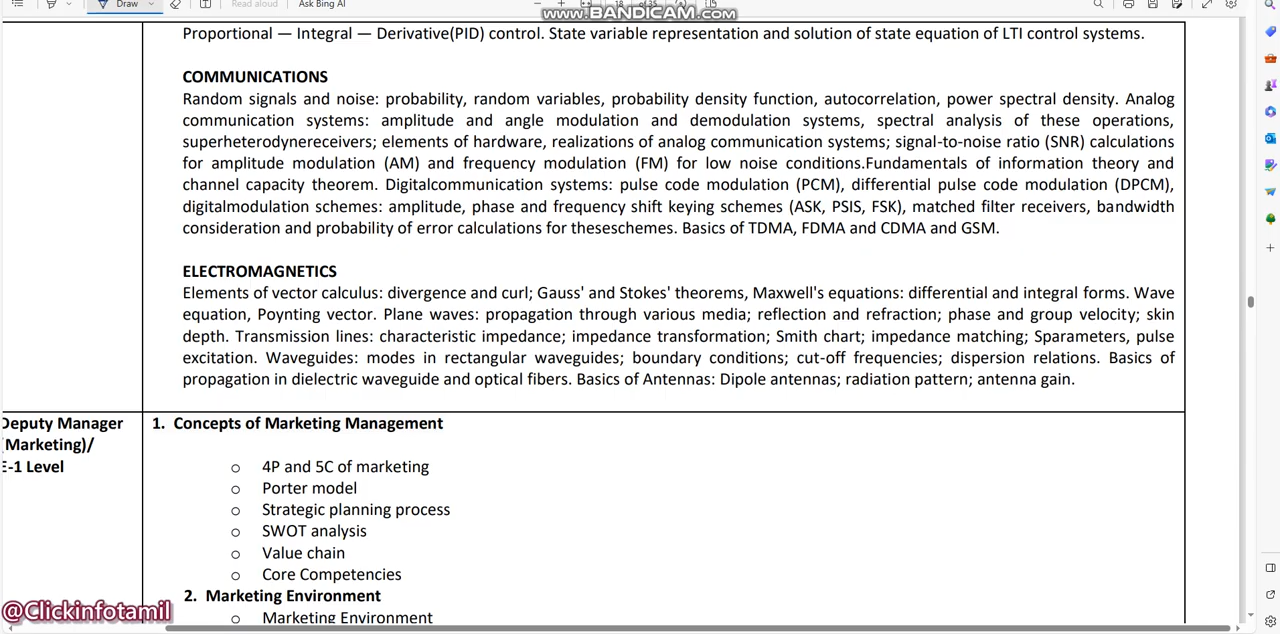 Draw
Read aloud
Ask Bing AI
www.BANDICAM.com
Proportional — Integral — Derivative(PID) control. State variable representation and solution of state equation of LTI control systems.
COMMUNICATIONS
Random signals and noise: probability, random variables, probability density function, autocorrelation, power spectral density. Analog
communication systems: amplitude and angle modulation and demodulation systems, spectral analysis of these operations,
superheterodynereceivers; elements of hardware, realizations of analog communication systems; signal-to-noise ratio (SNR) calculations
for amplitude modulation (AM) and frequency modulation (FM) for low noise conditions.Fundamentals of information theory and
channel capacity theorem. Digitalcommunication systems: pulse code modulation (PCM), differential pulse code modulation (DPCM),
digitalmodulation schemes: amplitude, phase and frequency shift keying schemes (ASK, PSIS, FSK), matched filter receivers, bandwidth
consideration and probability of error calculations for theseschemes. Basics of TDMA, FDMA and CDMA and GSM.
ELECTROMAGNETICS
Elements of vector calculus: divergence and curl; Gauss' and Stokes' theorems, Maxwell's equations: differential and integral forms. Wave
equation, Poynting vector. Plane waves: propagation through various media; reflection and refraction; phase and group velocity; skin
depth. Transmission lines: characteristic impedance; impedance transformation; Smith chart; impedance matching; Sparameters, pulse
excitation. Waveguides: modes in rectangular waveguides; boundary conditions; cut-off frequencies; dispersion relations. Basics of
propagation in dielectric waveguide and optical fibers. Basics of Antennas: Dipole antennas; radiation pattern; antenna gain.
Deputy Manager
(Marketing)/
E-1 Level
1. Concepts of Marketing Management
o 4P and 5C of marketing
o Porter model
o Strategic planning process
o SWOT analysis
o Value chain
o Core Competencies
2. Marketing Environment
o Marketing Environment
@Clickinfotamil